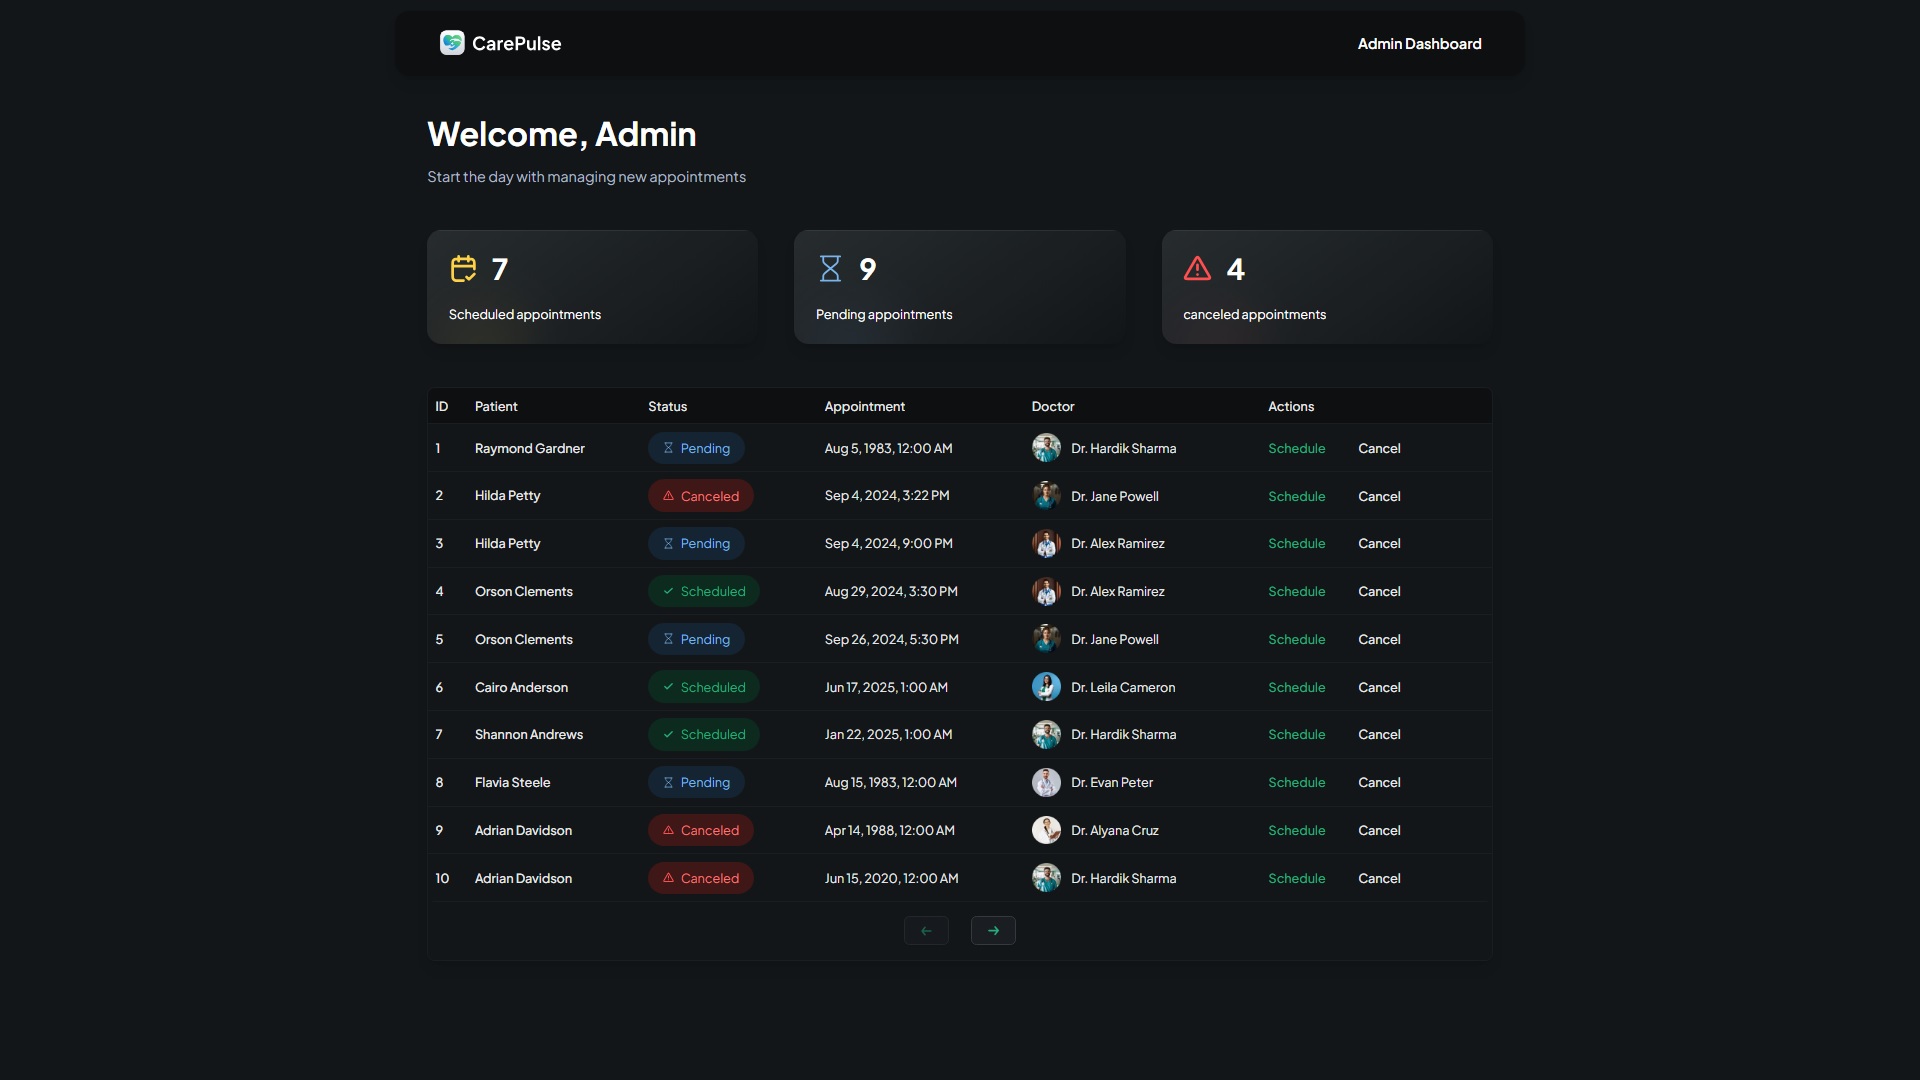 CarePulse
Admin Dashboard
Welcome, Admin
Start the day with managing new appointments
7
Scheduled appointments
9
Pending appointments
4
canceled appointments
ID Patient Status Appointment Doctor Actions
1 Raymond Gardner Pending Aug 5, 1983, 12:00 AM Dr. Hardik Sharma Schedule Cancel
2 Hilda Petty Canceled Sep 4, 2024, 3:22 PM Dr. Jane Powell Schedule Cancel
3 Hilda Petty Pending Sep 4, 2024, 9:00 PM Dr. Alex Ramirez Schedule Cancel
4 Orson Clements Scheduled Aug 29, 2024, 3:30 PM Dr. Alex Ramirez Schedule Cancel
5 Orson Clements Pending Sep 26, 2024, 5:30 PM Dr. Jane Powell Schedule Cancel
6 Cairo Anderson Scheduled Jun 17, 2025, 1:00 AM Dr. Leila Cameron Schedule Cancel
7 Shannon Andrews Scheduled Jan 22, 2025, 1:00 AM Dr. Hardik Sharma Schedule Cancel
8 Flavia Steele Pending Aug 15, 1983, 12:00 AM Dr. Evan Peter Schedule Cancel
9 Adrian Davidson Canceled Apr 14, 1988, 12:00 AM Dr. Alyana Cruz Schedule Cancel
10 Adrian Davidson Canceled Jun 15, 2020, 12:00 AM Dr. Hardik Sharma Schedule Cancel